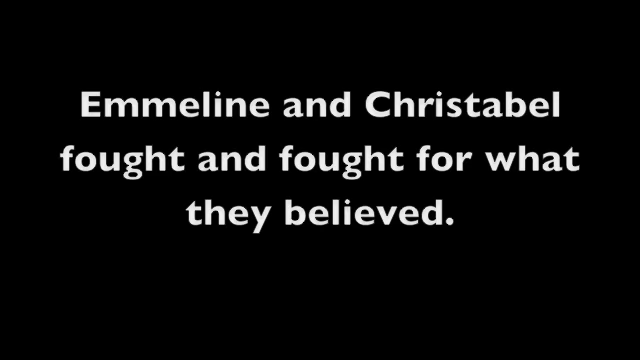 Emmeline and Christabel
fought and fought for what
they believed.